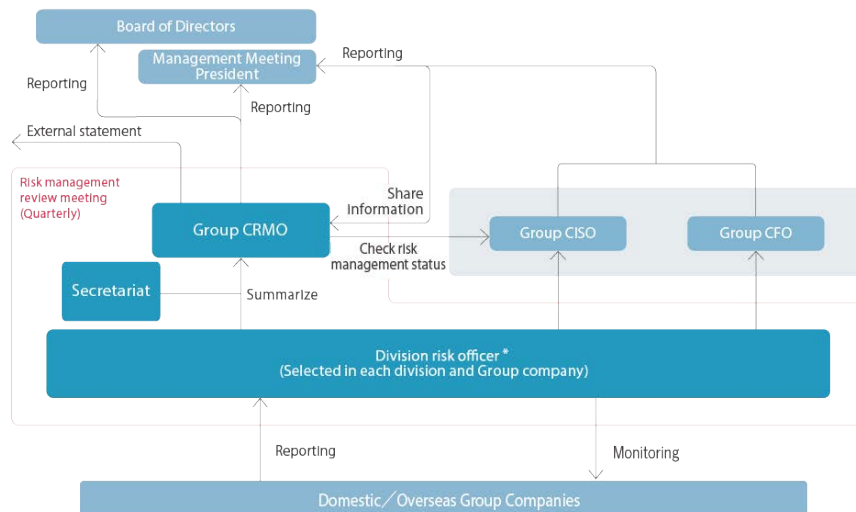 Board of Directors
Management Meeting
President
Reporting
Reporting
Reporting
External statement
Risk management
review meeting
(Quarterly)
Share
information
Group CRMO
Group CISO
Group CFO
Check risk
management status
Secretariat
Summarize
Division risk officer *
(Selected in each division and Group company)
Reporting
Monitoring
Domestic／Overseas Group Companies